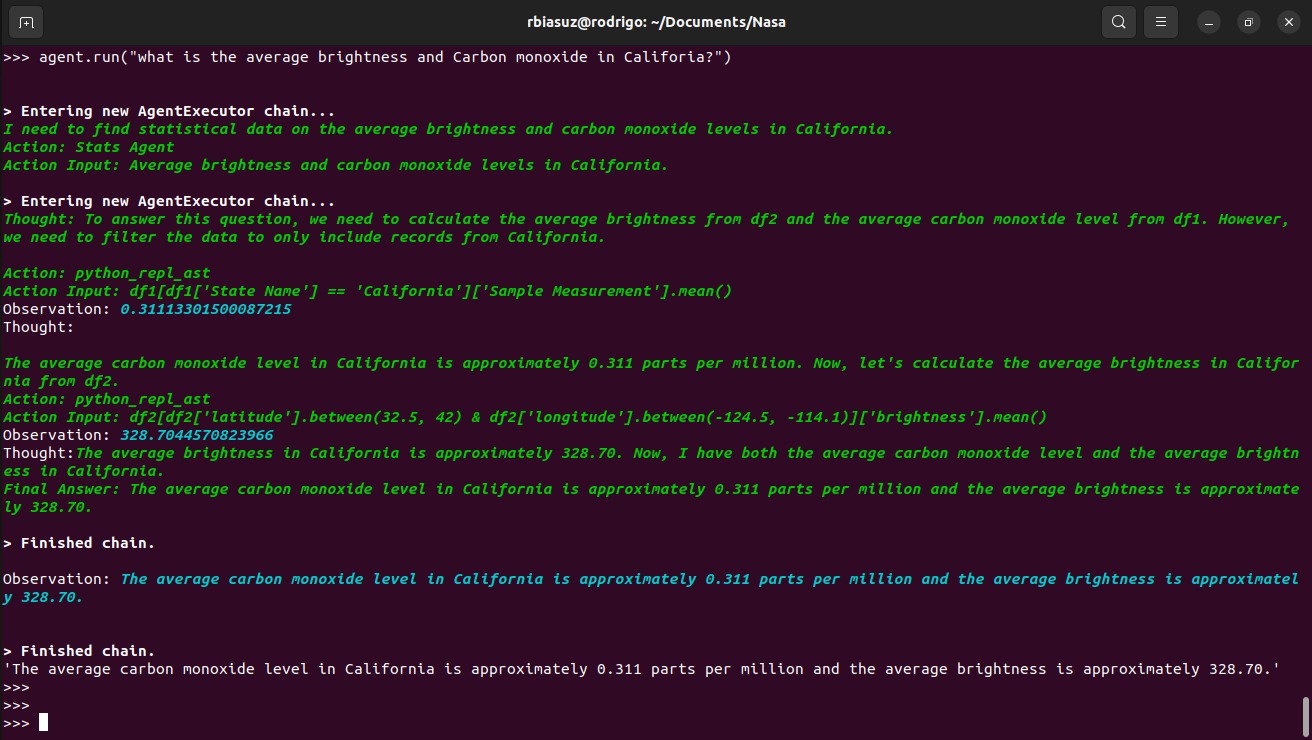 rbiasuz@rodrigo: ~/Documents/Nasa
>>> agent.run("what is the average brightness and Carbon monoxide in Califoria?")
> Entering new AgentExecutor chain...
I need to find statistical data on the average brightness and carbon monoxide levels in California.
Action: Stats Agent
Action Input: Average brightness and carbon monoxide levels in California.
> Entering new AgentExecutor chain...
Thought: To answer this question, we need to calculate the average brightness from df2 and the average carbon monoxide level from df1. However,
we need to filter the data to only include records from California.
Action: python_repl_ast
Action Input: df1[df1['State Name'] == 'California']['Sample Measurement'].mean()
Observation: 0.31113301500087215
Thought:
The average carbon monoxide level in California is approximately 0.311 parts per million. Now, let's calculate the average brightness in Califor
nia from df2.
Action: python_repl_ast
Action Input: df2[df2['latitude'].between(32.5, 42) & df2['longitude'].between(-124.5, -114.1)]['brightness'].mean()
Observation: 328.7044570823966
Thought:The average brightness in California is approximately 328.70. Now, I have both the average carbon monoxide level and the average brightn
ess in California.
Final Answer: The average carbon monoxide level in California is approximately 0.311 parts per million and the average brightness is approximate
ly 328.70.
> Finished chain.
Observation: The average carbon monoxide level in California is approximately 0.311 parts per million and the average brightness is approximatel
y 328.70.
> Finished chain.
'The average carbon monoxide level in California is approximately 0.311 parts per million and the average brightness is approximately 328.70.'
>>>
>>>
>>>